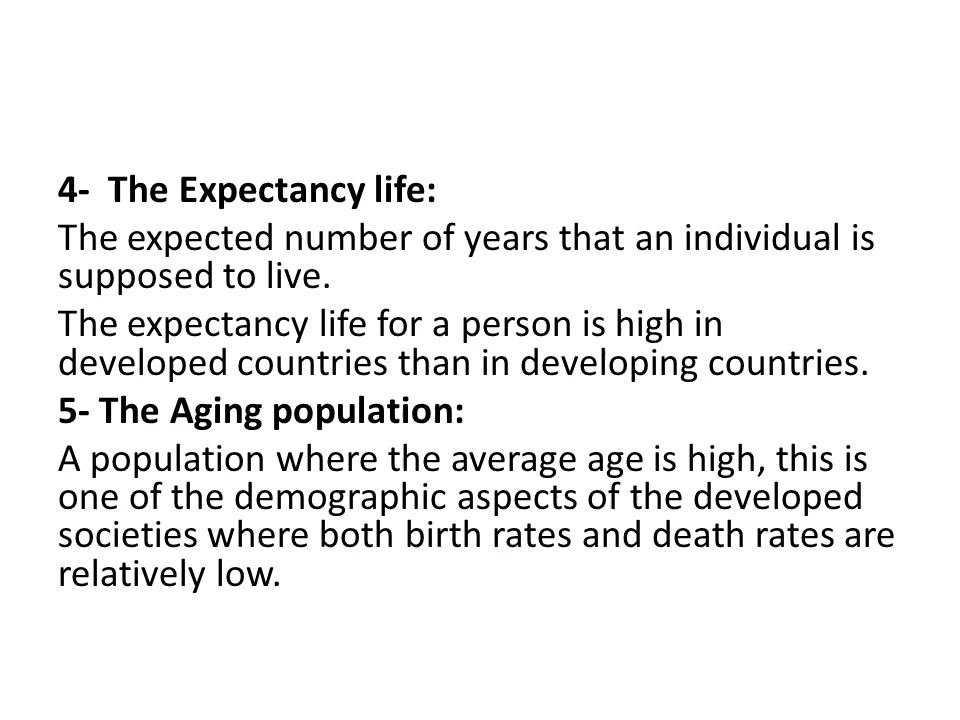 4-  The Expectancy life:
The expected number of years that an individual is
supposed to live.
The expectancy life for a person is high in
developed countries than in developing countries.
5- The Aging population:
A population where the average age is high, this is
one of the demographic aspects of the developed
societies where both birth rates and death rates are
relatively low.